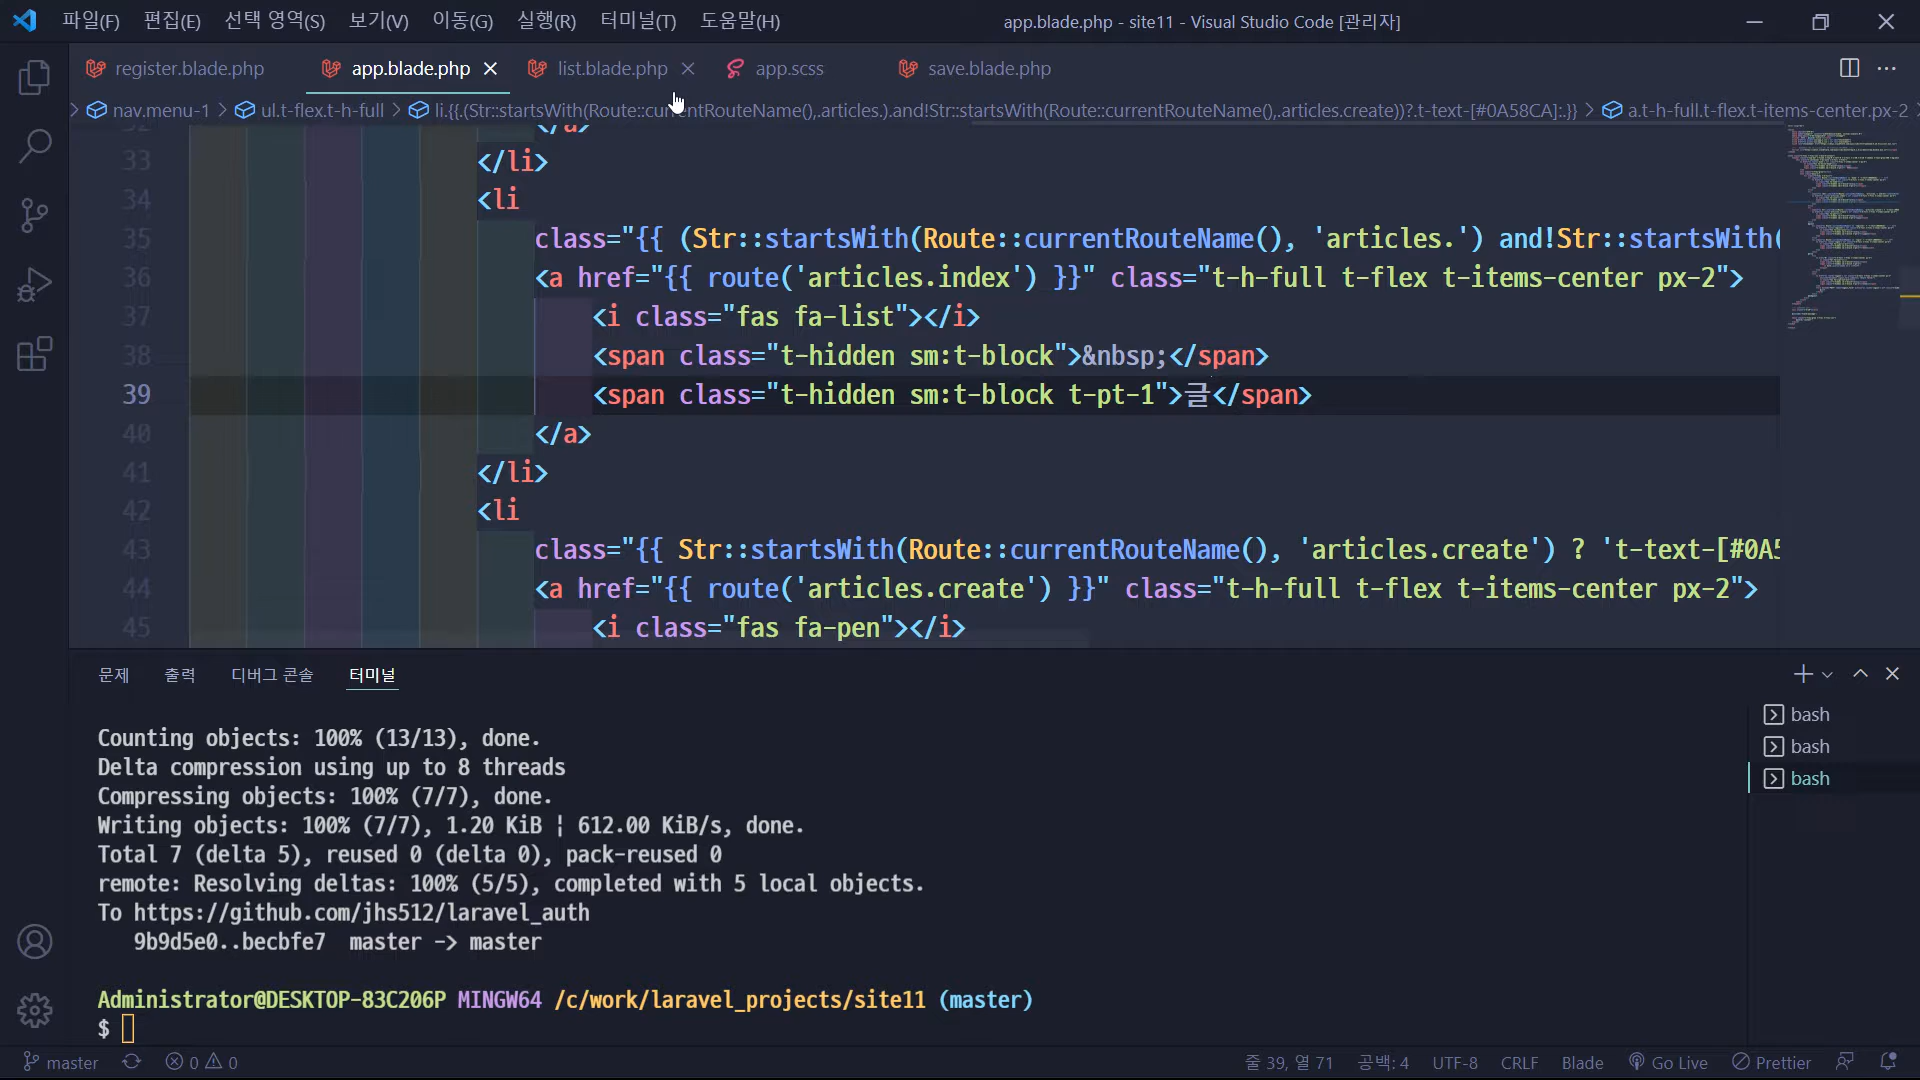 파일(F) 편집(E) 선택 영역(S) 보기(V) 이동(G) 실행(R) 터미널(T) 도움말(H) app.blade.php - site11 - Visual Studio Code [관리자]
register.blade.php app.blade.php list.blade.php app.scss save.blade.php
nav.menu-1 ul.t-flex.t-h-full li.{{.(Str::startsWith(Route::currentRouteName(),.articles.).and!Str::startsWith(Route::currentRouteName(),.articles.create))?.t-text-[#0A58CA]:.}} a.t-h-full.t-flex.t-items-center.px-2
32 </a>
33 </li>
34 <li
35 class="{{ (Str::startsWith(Route::currentRouteName(), 'articles.') and!Str::startsWith(
36 <a href="{{ route('articles.index') }}" class="t-h-full t-flex t-items-center px-2">
37 <i class="fas fa-list"></i>
38 <span class="t-hidden sm:t-block">&nbsp;</span>
39 <span class="t-hidden sm:t-block t-pt-1">글</span>
40 </a>
41 </li>
42 <li
43 class="{{ Str::startsWith(Route::currentRouteName(), 'articles.create') ? 't-text-[#0A5
44 <a href="{{ route('articles.create') }}" class="t-h-full t-flex t-items-center px-2">
45 <i class="fas fa-pen"></i>
문제 출력 디버그 콘솔 터미널
bash
bash
bash
Counting objects: 100% (13/13), done.
Delta compression using up to 8 threads
Compressing objects: 100% (7/7), done.
Writing objects: 100% (7/7), 1.20 KiB ¦ 612.00 KiB/s, done.
Total 7 (delta 5), reused 0 (delta 0), pack-reused 0
remote: Resolving deltas: 100% (5/5), completed with 5 local objects.
To https://github.com/jhs512/laravel_auth
9b9d5e0..becbfe7 master -> master
Administrator@DESKTOP-83C206P MINGW64 /c/work/laravel_projects/site11 (master)
$
master 0 0 줄 39, 열 71 공백: 4 UTF-8 CRLF Blade Go Live Prettier